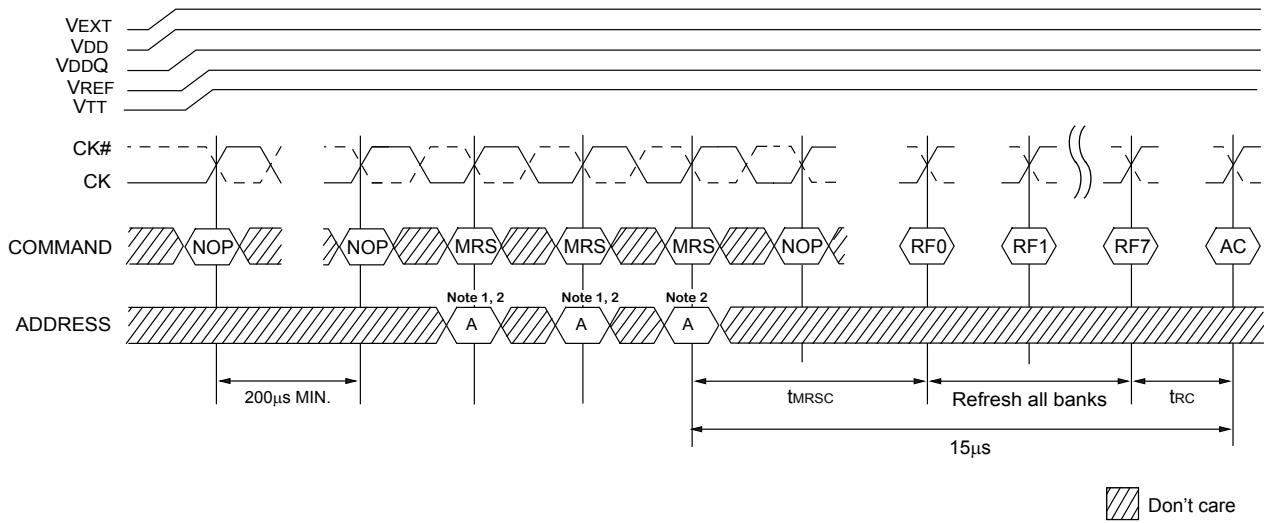 VEXT
VDD
VDDQ
VREF
VTT
CK#
CK
COMMAND NOP NOP MRS MRS MRS NOP RF0 RF1 RF7 AC
Note 1, 2 Note 1, 2 Note 2
ADDRESS A A A
200μs MIN. tMRSC Refresh all banks tRC
15μs
Don't care